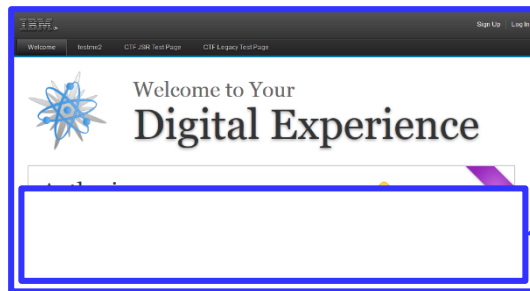 IBM
Sign Up Log In
Welcome testme2 CTF JSR Test Page CTF Legacy Test Page
Welcome to Your
Digital Experience